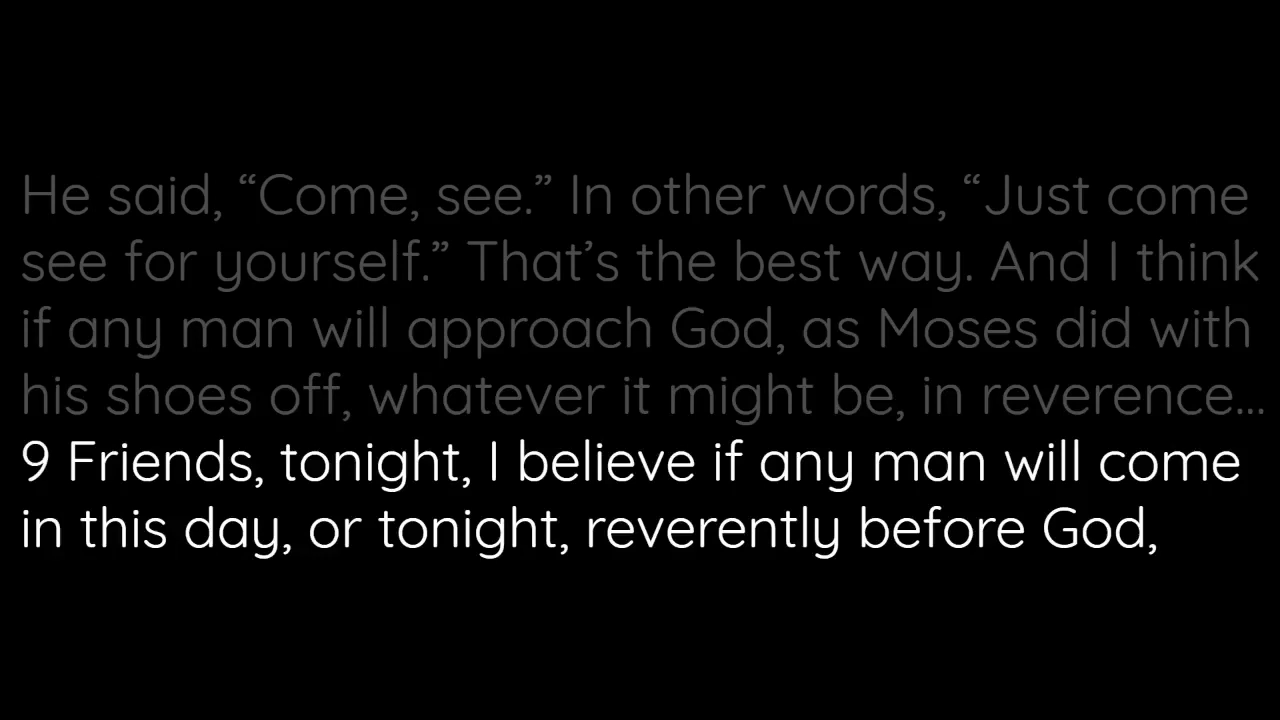 He said, “Come, see.” In other words, “Just come
see for yourself.” That’s the best way. And I think
if any man will approach God, as Moses did with
his shoes off, whatever it might be, in reverence...
9 Friends, tonight, I believe if any man will come
in this day, or tonight, reverently before God,